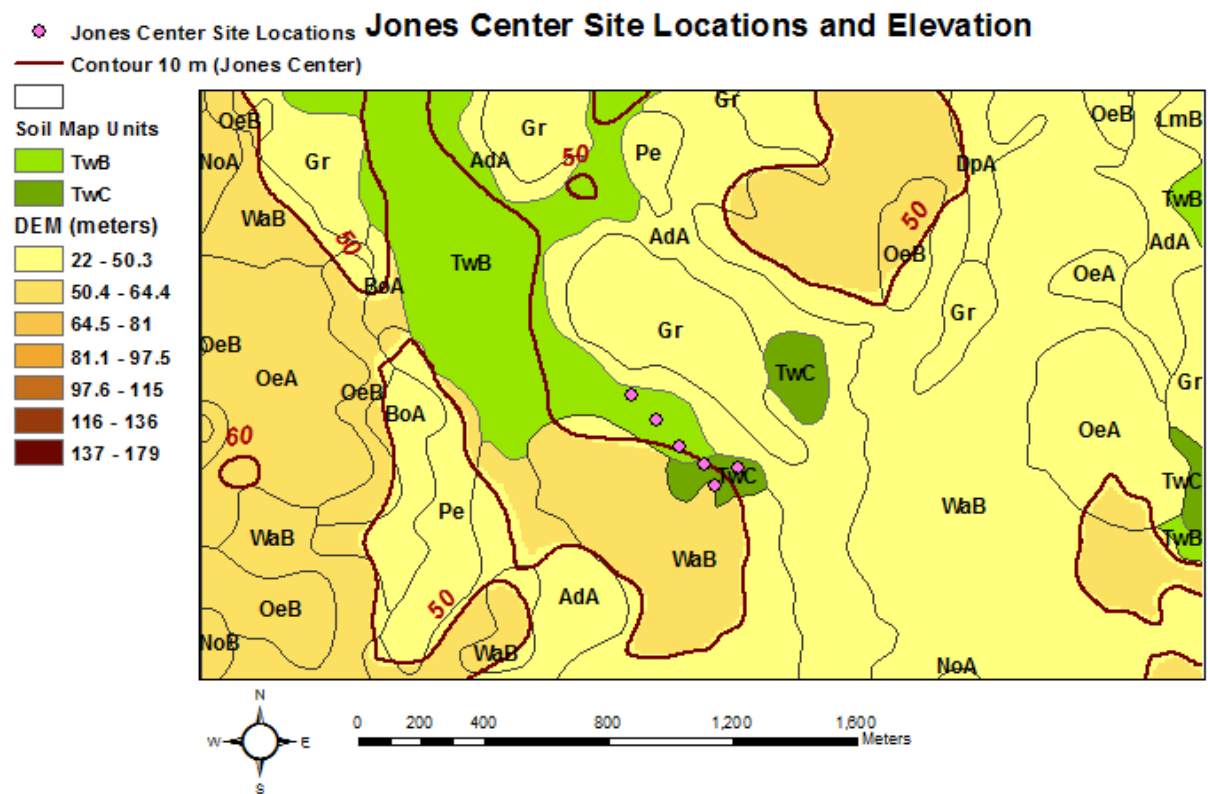 Jones Center Site Locations and Elevation
Jones Center Site Locations
Contour 10 m (Jones Center)
Soil Map Units
TwB
TwC
DEM (meters)
22 - 50.3
50.4 - 64.4
64.5 - 81
81.1 - 97.5
97.6 - 115
116 - 136
137 - 179
Gr
OeB
OeB
LmB
Gr
AdA
50
Pe
NoA
Gr
DpA
TwB
WaB
50
50
AdA
AdA
OeB
TwB
BoA
OeA
Gr
Gr
OeB
TwC
OeA
OeB
Gr
BoA
60
OeA
TwC
TwC
Pe
WaB
WaB
TwB
WaB
50
AdA
OeB
NoB
WaB
NoA
N
W
E
S
0 200 400 800 1,200 1,600
Meters